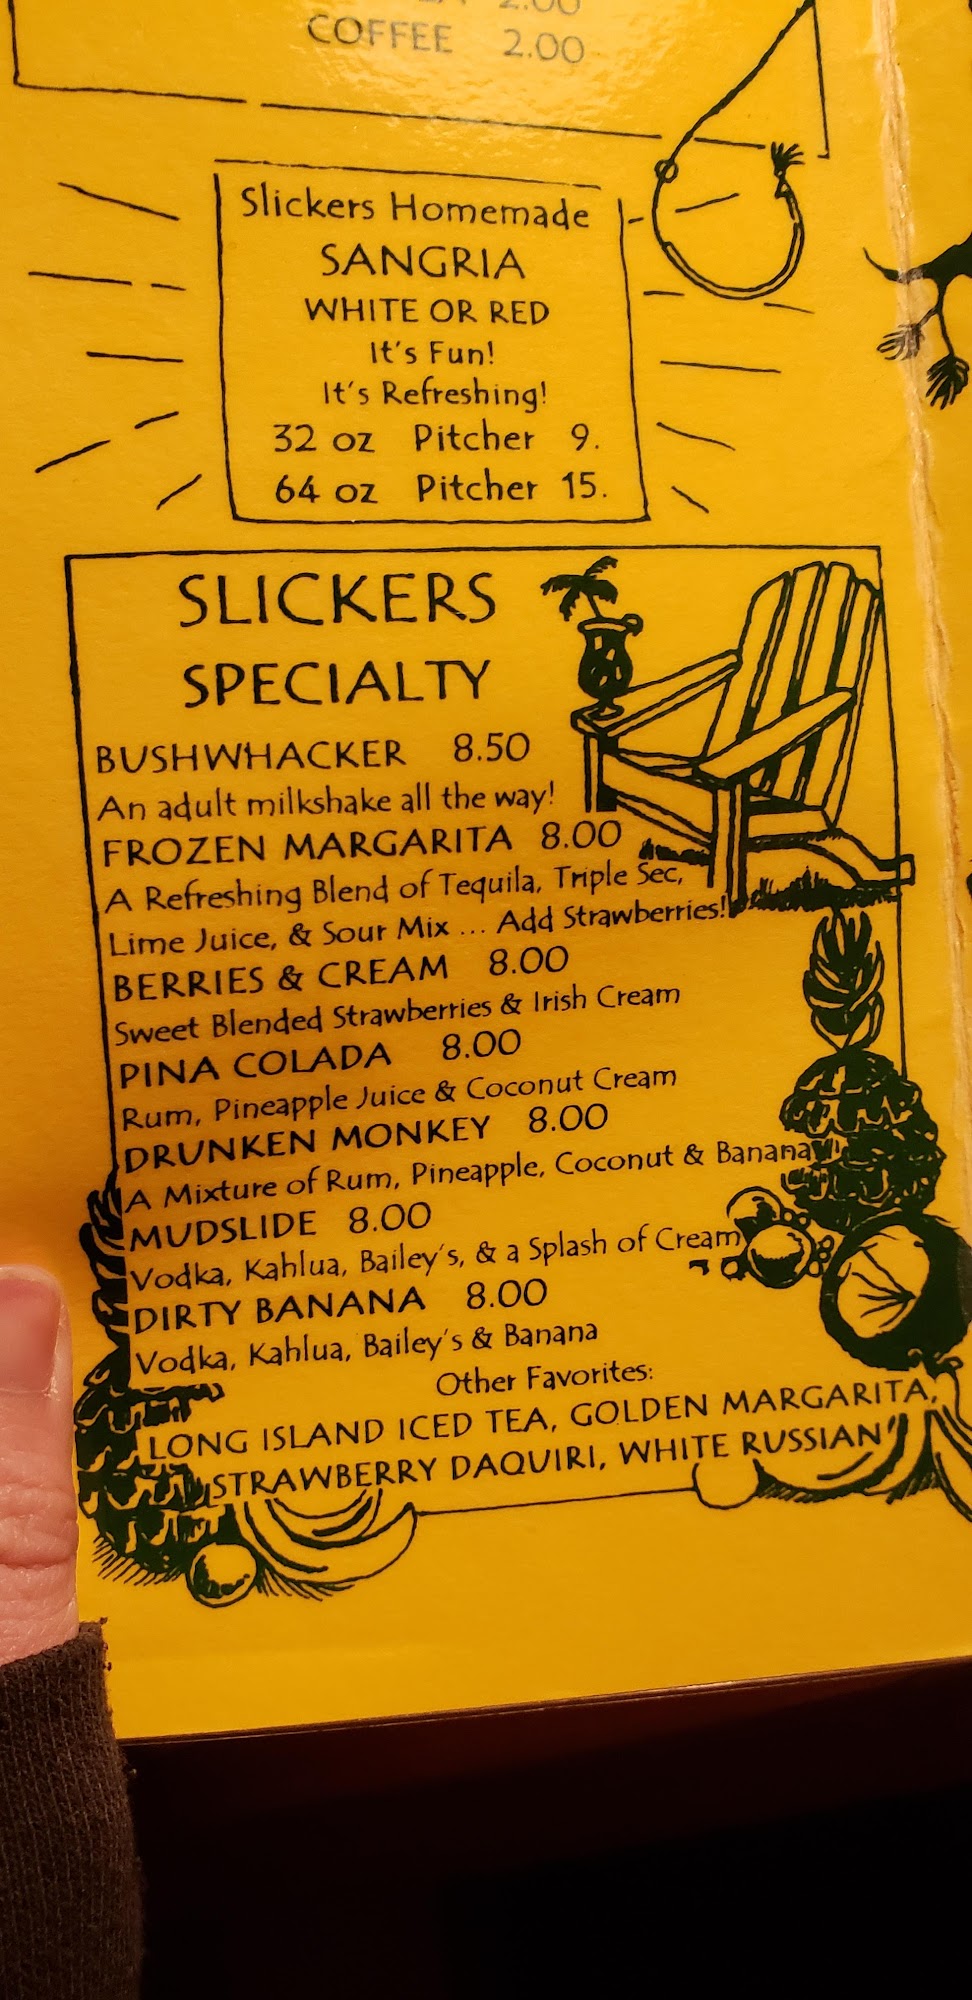 2.00
COFFEE 2.00
Slickers Homemade
SANGRIA
WHITE OR RED
It's Fun!
It's Refreshing!
32 oz Pitcher 9.
64 oz Pitcher 15.
SLICKERS
SPECIALTY
BUSHWHACKER 8.50
An adult milkshake all the way!
FROZEN MARGARITA 8.00
A Refreshing Blend of Tequila, Triple Sec,
Lime Juice, & Sour Mix ... Add Strawberries!
BERRIES & CREAM 8.00
Sweet Blended Strawberries & Irish Cream
PINA COLADA 8.00
Rum, Pineapple Juice & Coconut Cream
DRUNKEN MONKEY 8.00
A Mixture of Rum, Pineapple, Coconut & Banana
MUDSLIDE 8.00
Vodka, Kahlua, Bailey's, & a Splash of Cream
DIRTY BANANA 8.00
Vodka, Kahlua, Bailey's & Banana
Other Favorites:
LONG ISLAND ICED TEA, GOLDEN MARGARITA,
STRAWBERRY DAQUIRI, WHITE RUSSIAN